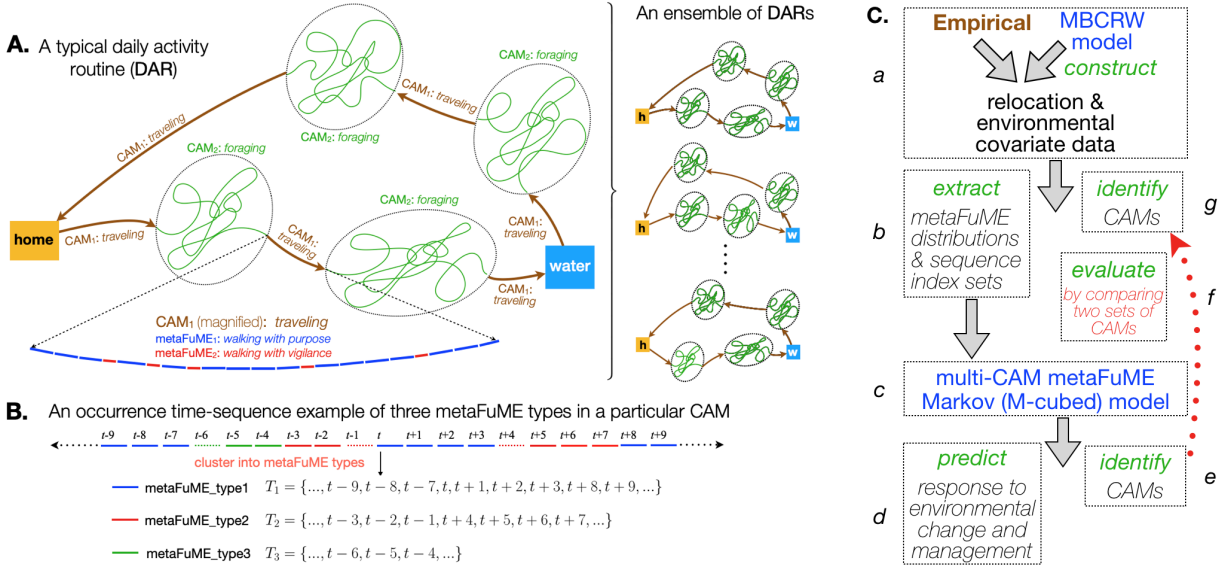 A. A typical daily activity
routine (DAR)
CAM₁: traveling
CAM₂: foraging
CAM₁: traveling
CAM₂: foraging
home
CAM₁: traveling
CAM₂: foraging
CAM₁:
traveling
CAM₂: foraging
CAM₁:
traveling
water
CAM₁:
traveling
CAM₁ (magnified): traveling
metaFuME₁: walking with purpose
metaFuME₂: walking with vigilance
An ensemble of DARs
h
w
h
w
h
w
B. An occurrence time-sequence example of three metaFuME types in a particular CAM
t-9 t-8 t-7 t-6 t-5 t-4 t-3 t-2 t-1 t t+1 t+2 t+3 t+4 t+5 t+6 t+7 t+8 t+9
cluster into metaFuME types
metaFuME_type1 T₁ = {..., t − 9, t − 8, t − 7, t, t + 1, t + 2, t + 3, t + 8, t + 9, ...}
metaFuME_type2 T₂ = {..., t − 3, t − 2, t − 1, t + 4, t + 5, t + 6, t + 7, ...}
metaFuME_type3 T₃ = {..., t − 6, t − 5, t − 4, ...}
C.
a
Empirical
MBCRW
model
construct
relocation &
environmental
covariate data
b
extract
metaFuME
distributions
& sequence
index sets
identify
CAMs
g
evaluate
by comparing
two sets of
CAMs
f
c
multi-CAM metaFuME
Markov (M-cubed) model
d
predict
response to
environmental
change and
management
identify
CAMs
e